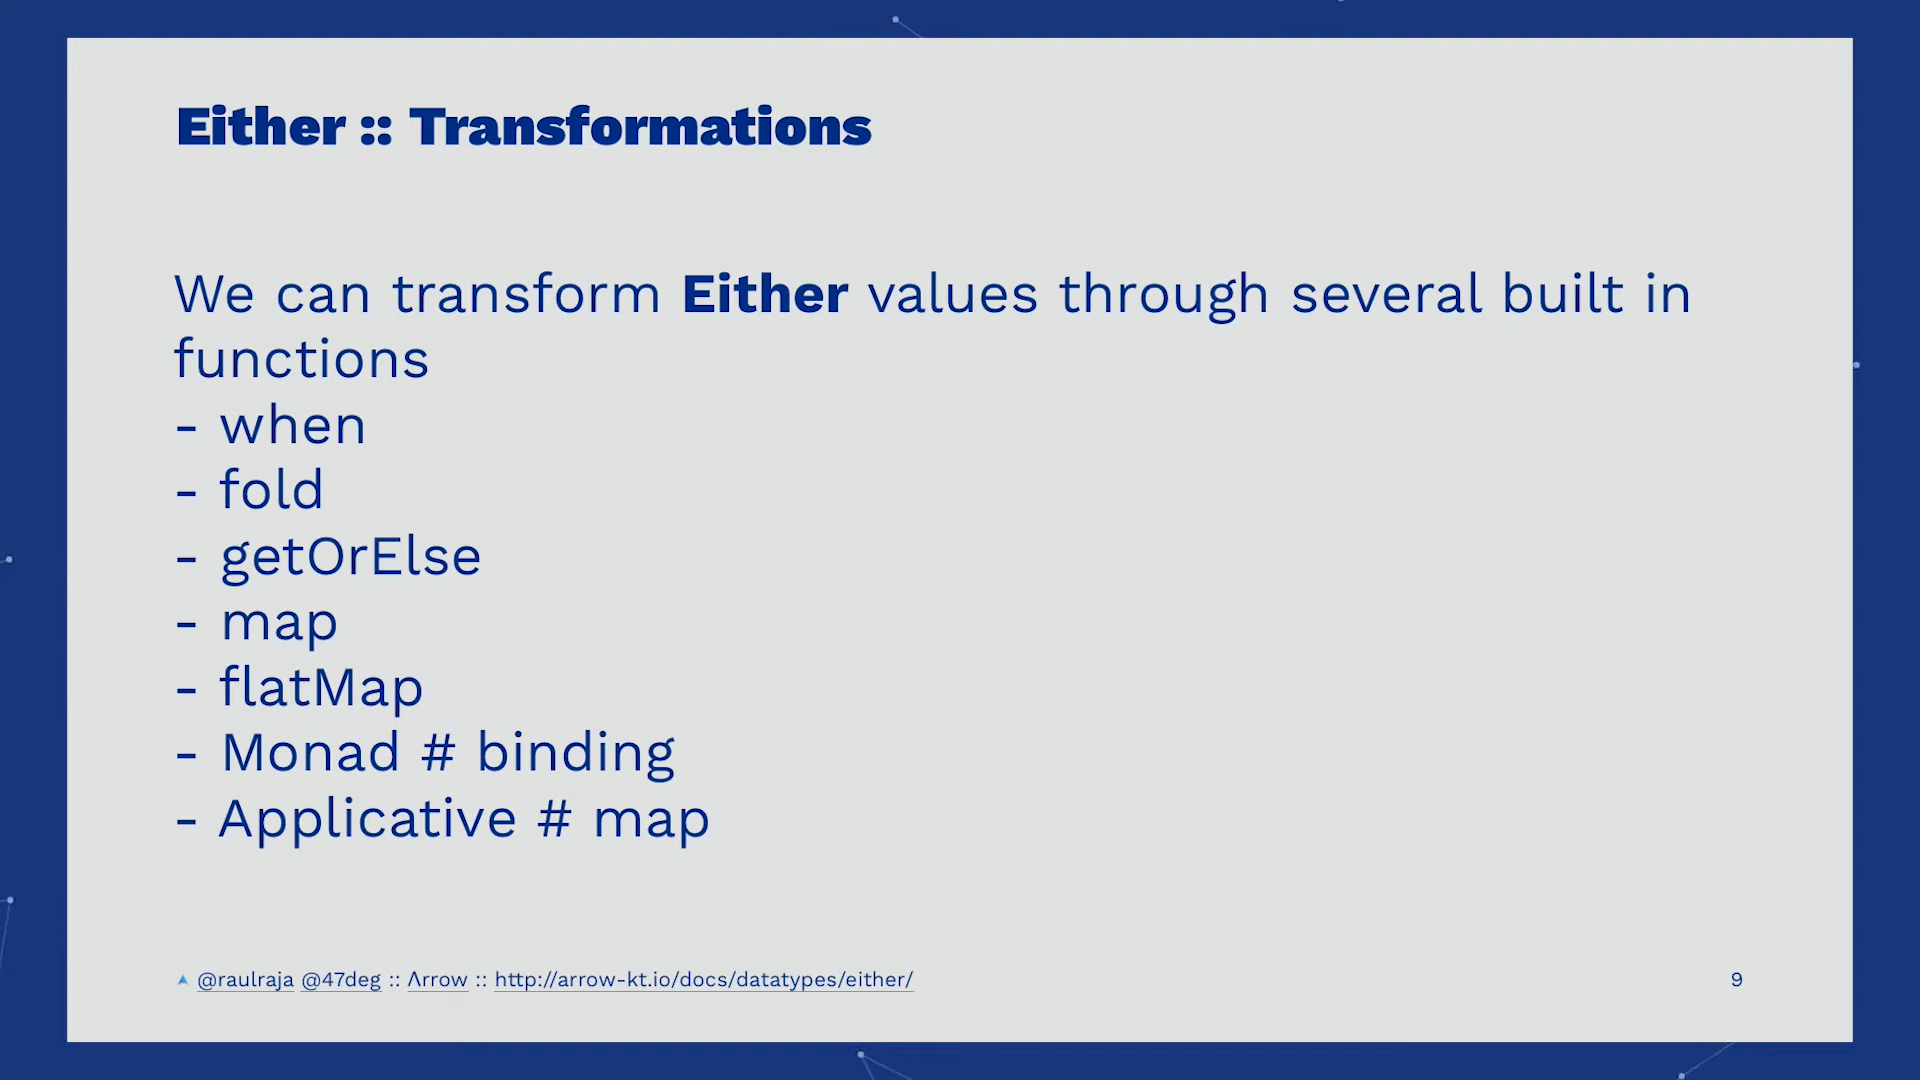 Either :: Transformations
We can transform Either values through several built in
functions
- when
- fold
- getOrElse
- map
- flatMap
- Monad # binding
- Applicative # map
@raulraja @47deg :: Λrrow :: http://arrow-kt.io/docs/datatypes/either/
9